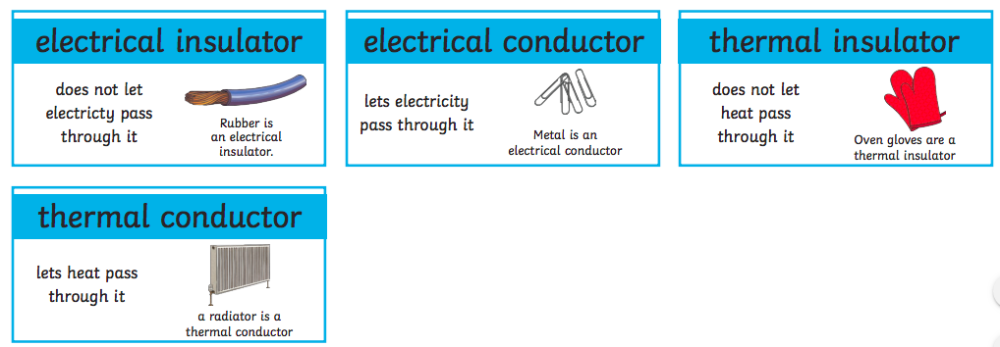 electrical insulator
does not let
electricty pass
through it
Rubber is
an electrical
insulator.
electrical conductor
lets electricity
pass through it
Metal is an
electrical conductor
thermal insulator
does not let
heat pass
through it
Oven gloves are a
thermal insulator
thermal conductor
lets heat pass
through it
a radiator is a
thermal conductor